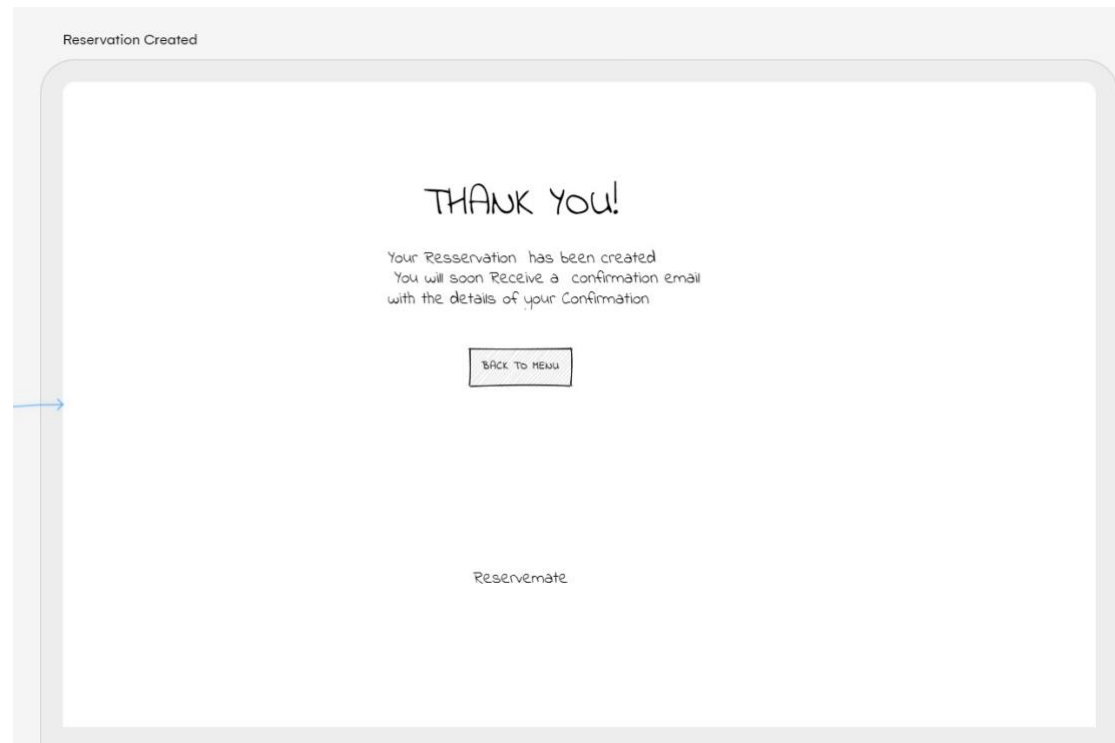 Reservation Created
THANK YOU!
Your Resservation has been created
You will soon Receive a confirmation email
with the details of your Confirmation
BACK TO MENU
Reservemate